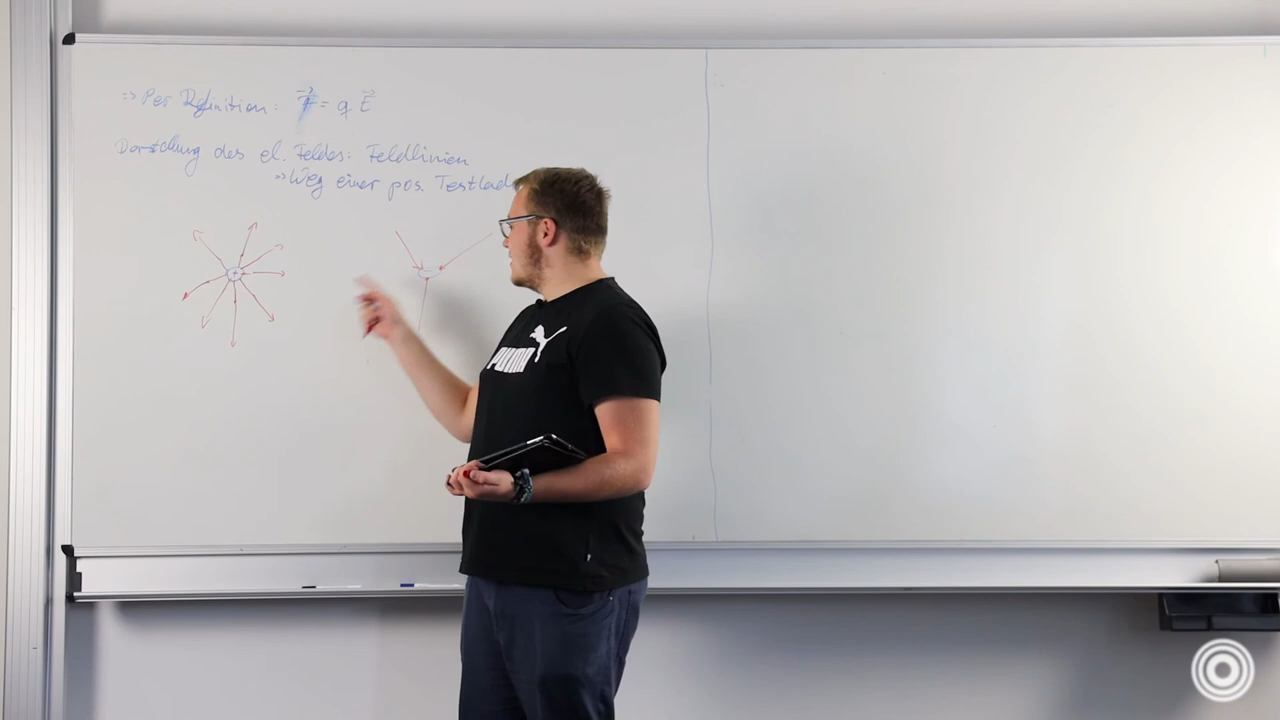 => Per Definition: F = q E
Darstellung des el. Feldes: Feldlinien
=> Weg einer pos. Testlad
+
-
PUMA